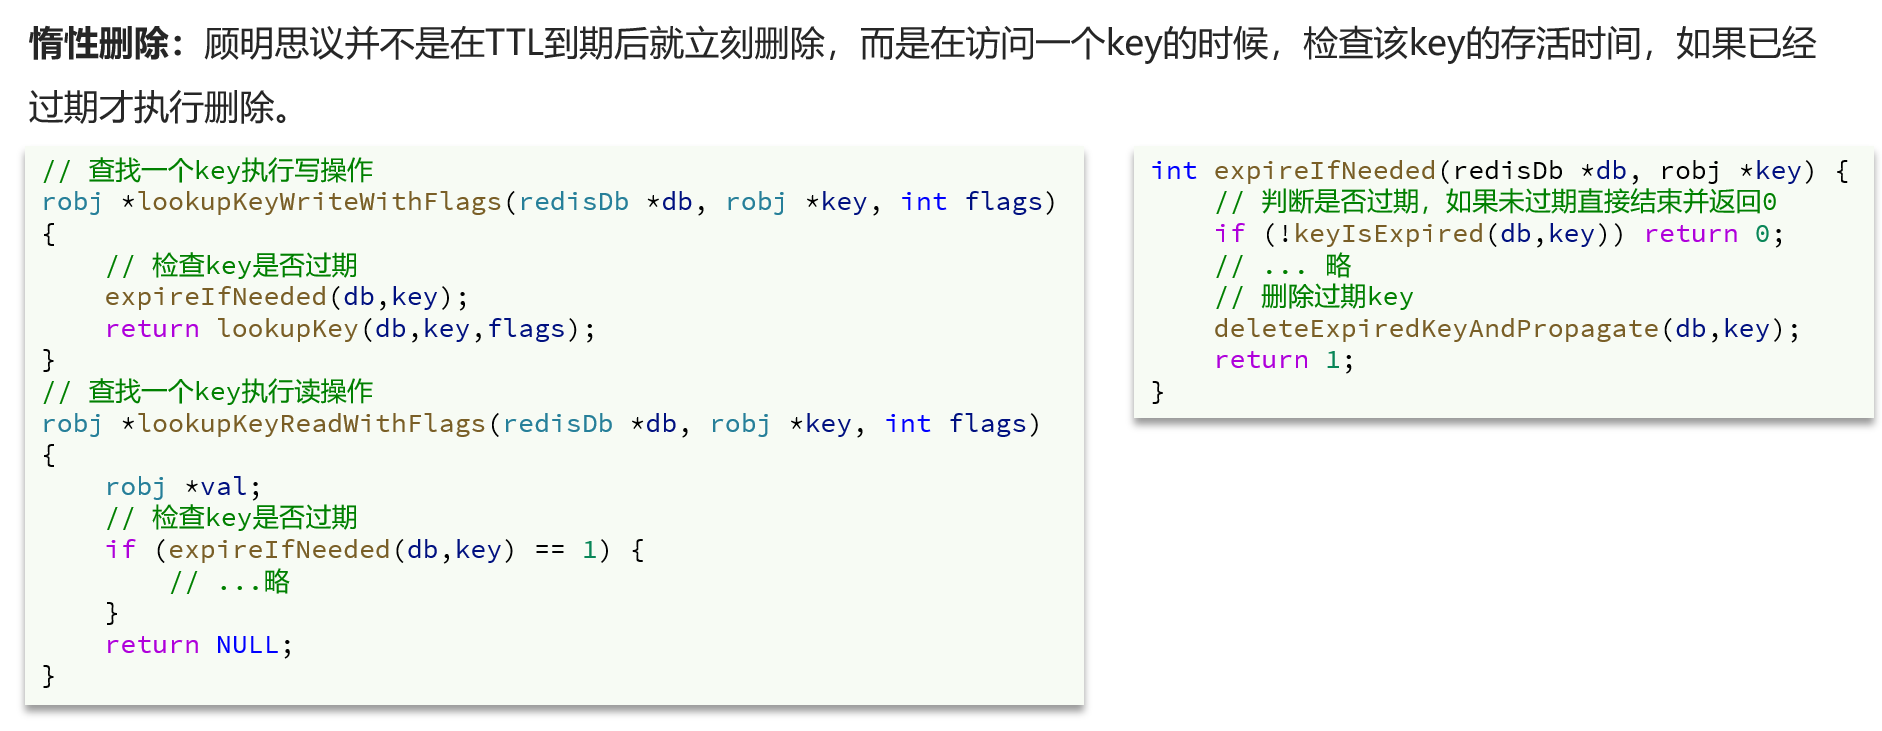 惰性删除：顾明思议并不是在TTL到期后就立刻删除，而是在访问一个key的时候，检查该key的存活时间，如果已经
过期才执行删除。
// 查找一个key执行写操作
robj *lookupKeyWriteWithFlags(redisDb *db, robj *key, int flags)
{
    // 检查key是否过期
    expireIfNeeded(db,key);
    return lookupKey(db,key,flags);
}
// 查找一个key执行读操作
robj *lookupKeyReadWithFlags(redisDb *db, robj *key, int flags)
{
    robj *val;
    // 检查key是否过期
    if (expireIfNeeded(db,key) == 1) {
        // ...略
    }
    return NULL;
}
int expireIfNeeded(redisDb *db, robj *key) {
    // 判断是否过期，如果未过期直接结束并返回0
    if (!keyIsExpired(db,key)) return 0;
    // ... 略
    // 删除过期key
    deleteExpiredKeyAndPropagate(db,key);
    return 1;
}